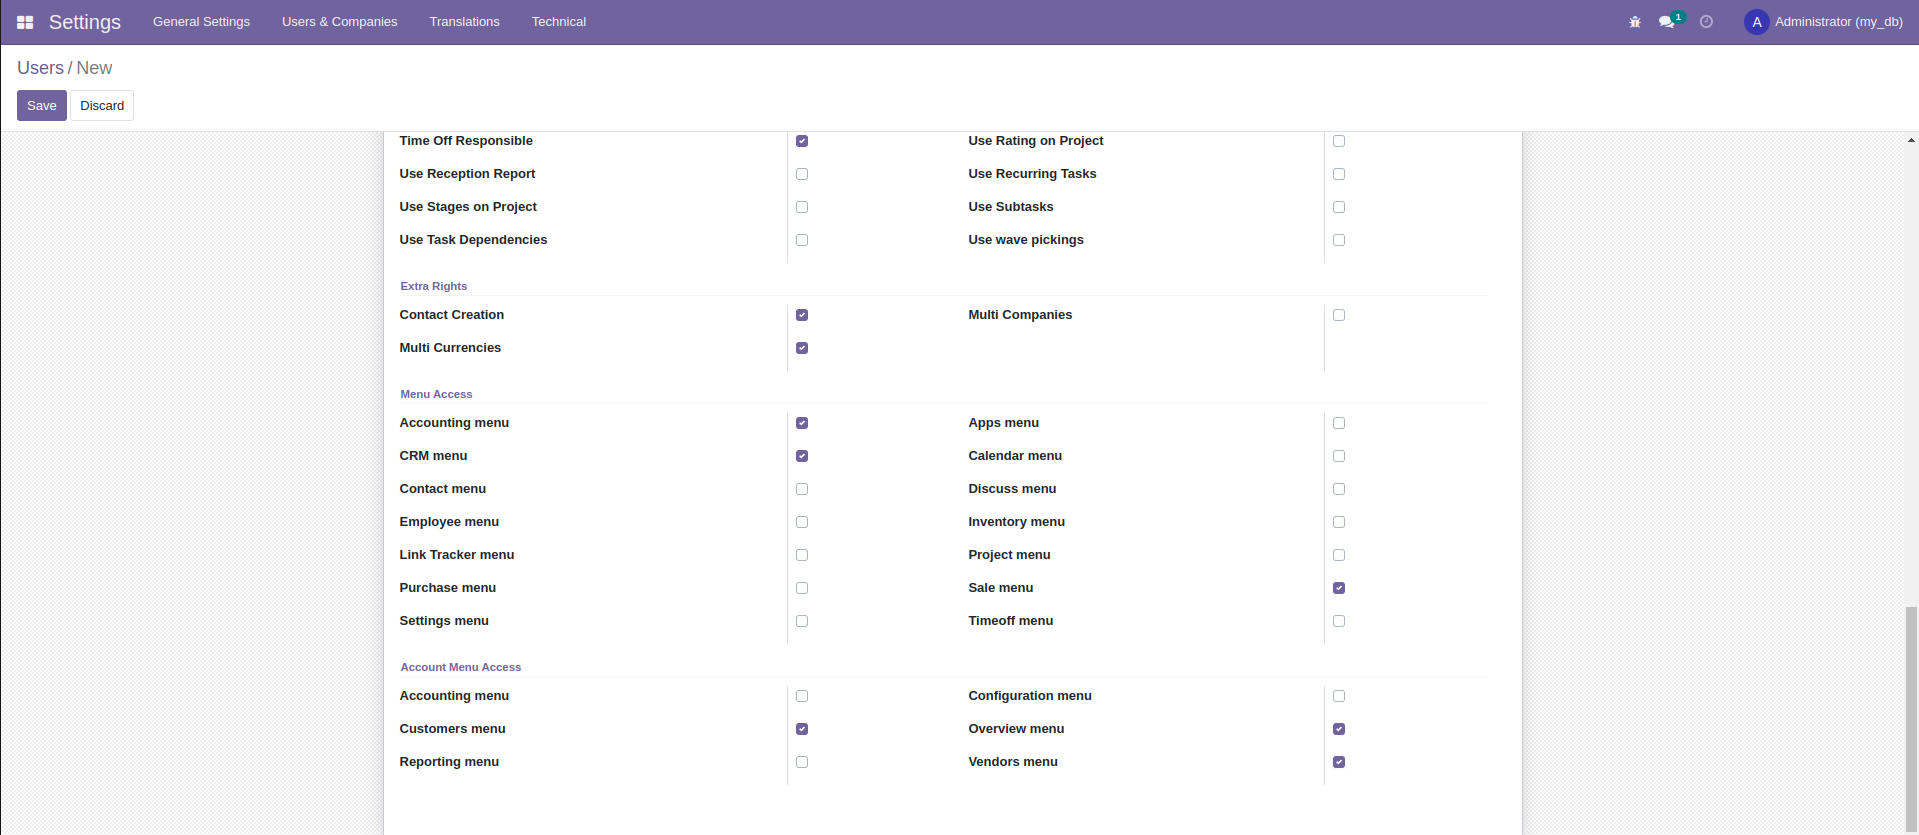 Settings General Settings Users & Companies Translations Technical 1 A Administrator (my_db)
Users / New
Save Discard
Time Off Responsible Use Rating on Project
Use Reception Report Use Recurring Tasks
Use Stages on Project Use Subtasks
Use Task Dependencies Use wave pickings
Extra Rights
Contact Creation Multi Companies
Multi Currencies
Menu Access
Accounting menu Apps menu
CRM menu Calendar menu
Contact menu Discuss menu
Employee menu Inventory menu
Link Tracker menu Project menu
Purchase menu Sale menu
Settings menu Timeoff menu
Account Menu Access
Accounting menu Configuration menu
Customers menu Overview menu
Reporting menu Vendors menu